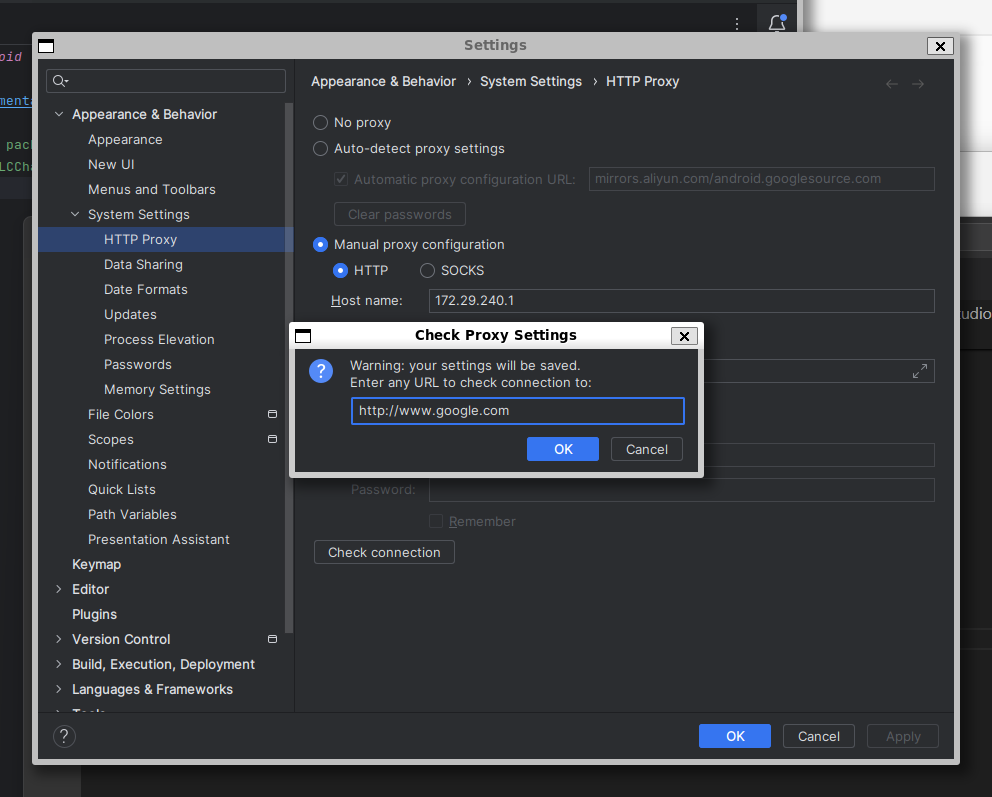 Settings
oid
menta
pack
LCCha
Appearance & Behavior › System Settings › HTTP Proxy
Appearance & Behavior
Appearance
New UI
Menus and Toolbars
System Settings
HTTP Proxy
Data Sharing
Date Formats
Updates
Process Elevation
Passwords
Memory Settings
File Colors
Scopes
Notifications
Quick Lists
Path Variables
Presentation Assistant
Keymap
Editor
Plugins
Version Control
Build, Execution, Deployment
Languages & Frameworks
No proxy
Auto-detect proxy settings
Automatic proxy configuration URL: mirrors.aliyun.com/android.googlesource.com
Clear passwords
Manual proxy configuration
HTTP SOCKS
Host name: 172.29.240.1
Check Proxy Settings
Warning: your settings will be saved.
Enter any URL to check connection to:
http://www.google.com
OK Cancel
Password:
Remember
Check connection
tudio
? OK Cancel Apply